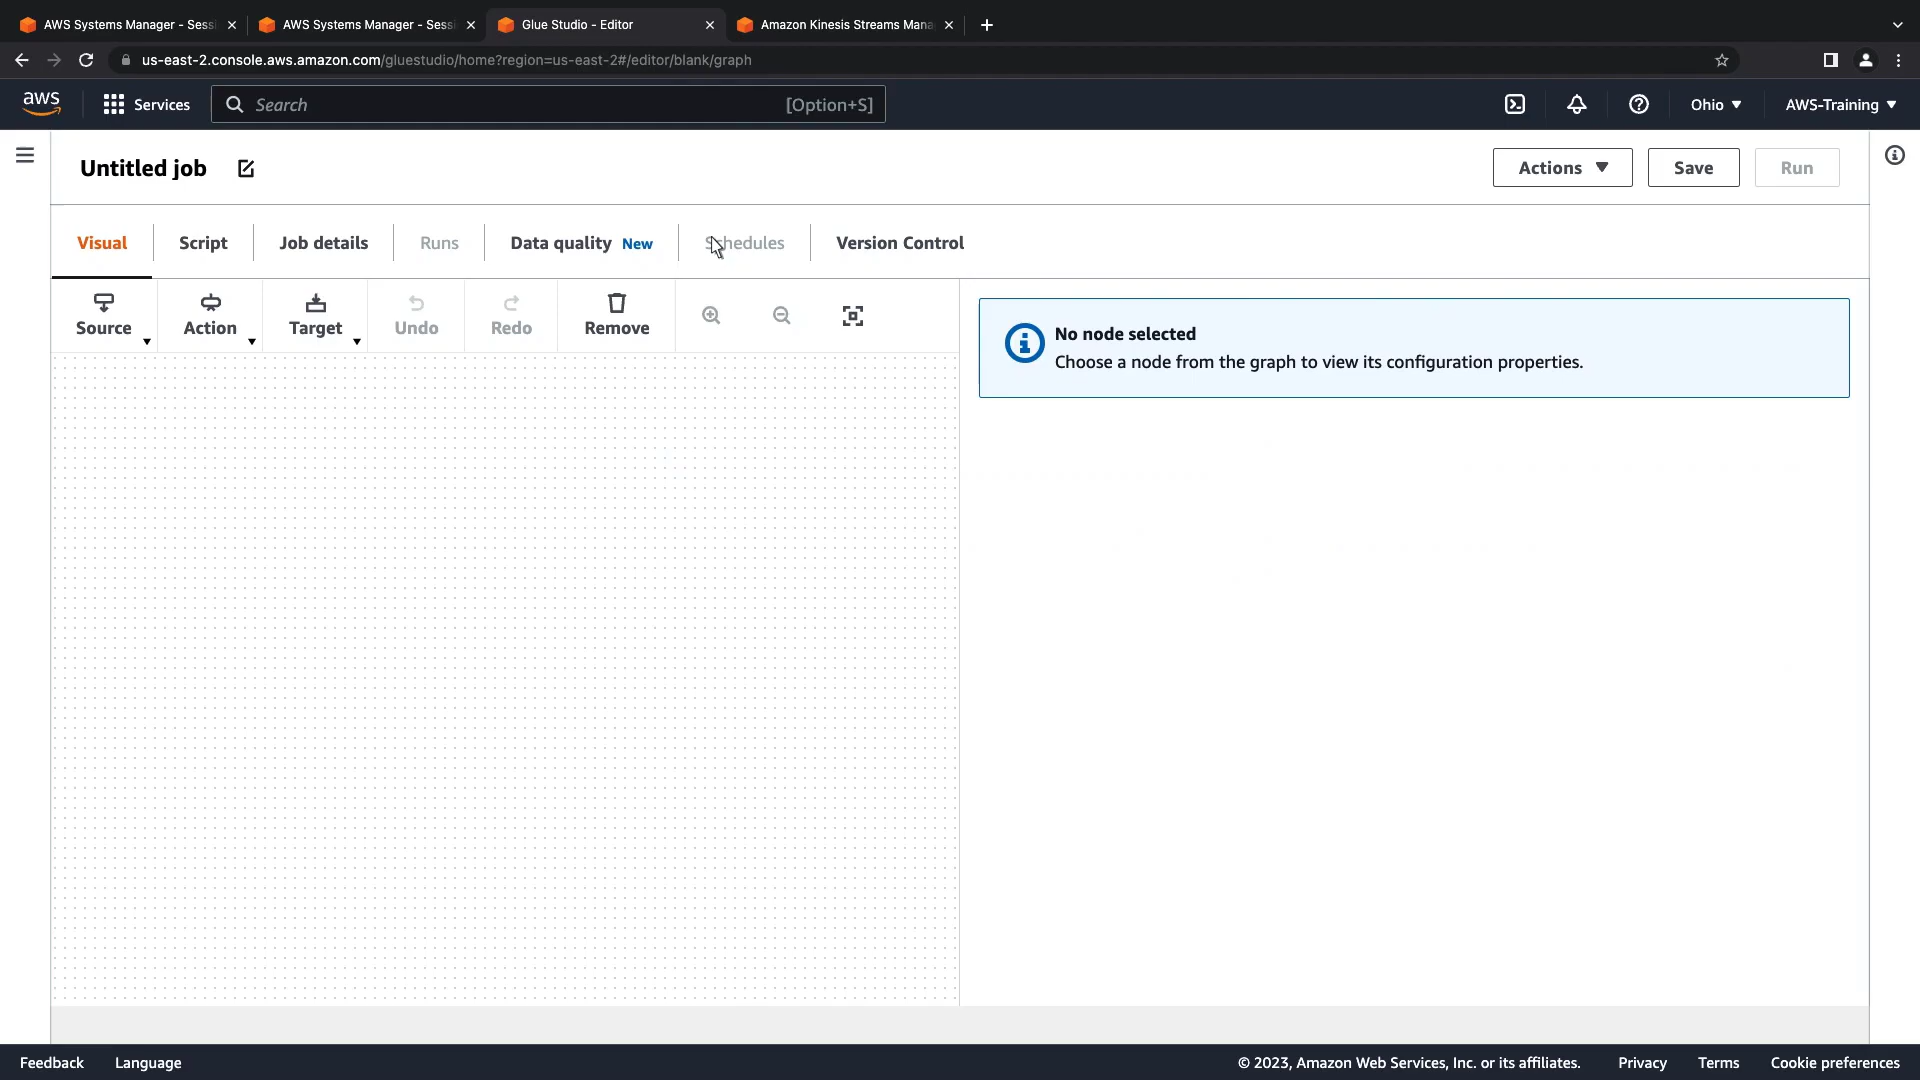 AWS Systems Manager - Sess
AWS Systems Manager - Sess
Glue Studio - Editor
Amazon Kinesis Streams Mana
us-east-2.console.aws.amazon.com/gluestudio/home?region=us-east-2#/editor/blank/graph
aws
Services
Search
[Option+S]
Ohio
AWS-Training
Untitled job
Actions
Save
Run
Visual
Script
Job details
Runs
Data quality New
Schedules
Version Control
Source
Action
Target
Undo
Redo
Remove
No node selected
Choose a node from the graph to view its configuration properties.
Feedback
Language
© 2023, Amazon Web Services, Inc. or its affiliates.
Privacy
Terms
Cookie preferences